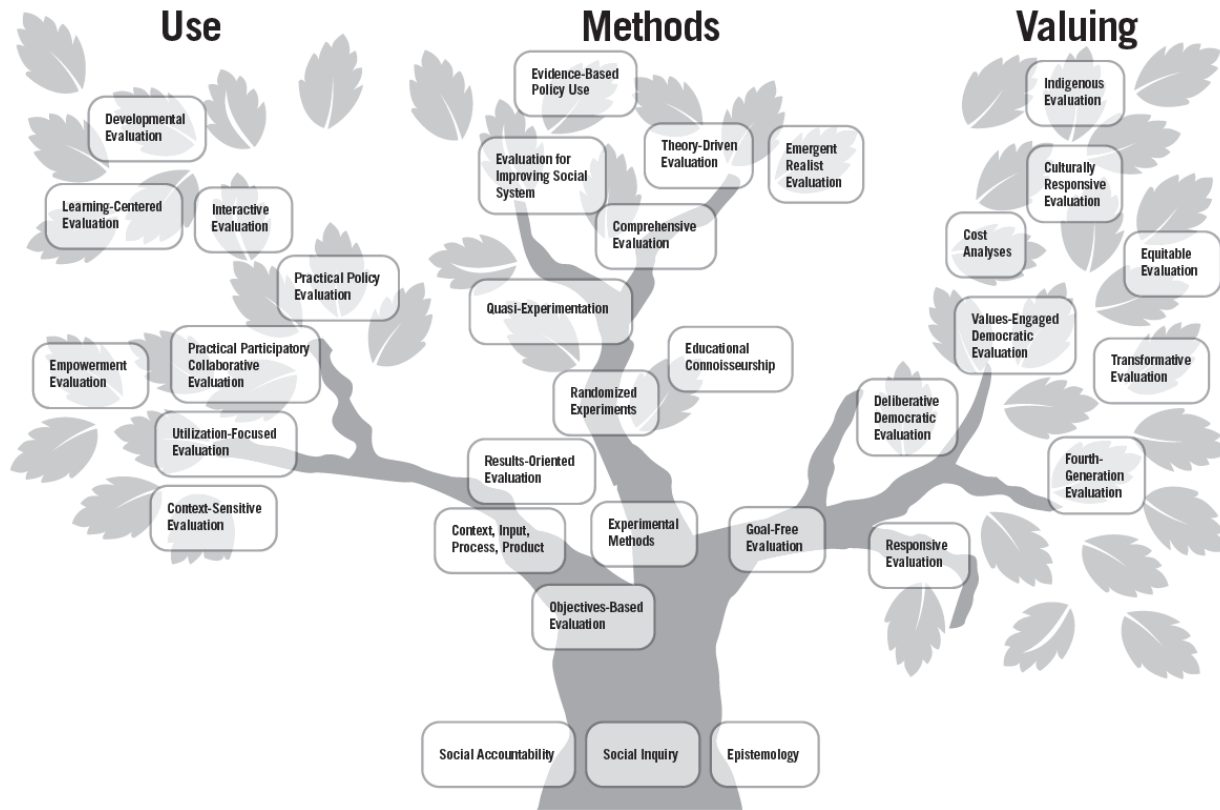 Use
Methods
Valuing
Developmental
Evaluation
Learning-Centered
Evaluation
Interactive
Evaluation
Practical Policy
Evaluation
Empowerment
Evaluation
Practical Participatory
Collaborative
Evaluation
Utilization-Focused
Evaluation
Context-Sensitive
Evaluation
Evidence-Based
Policy Use
Evaluation for
Improving Social
System
Theory-Driven
Evaluation
Emergent
Realist
Evaluation
Comprehensive
Evaluation
Quasi-Experimentation
Educational
Connoisseurship
Randomized
Experiments
Results-Oriented
Evaluation
Context, Input,
Process, Product
Experimental
Methods
Objectives-Based
Evaluation
Indigenous
Evaluation
Culturally
Responsive
Evaluation
Cost
Analyses
Equitable
Evaluation
Values-Engaged
Democratic
Evaluation
Transformative
Evaluation
Deliberative
Democratic
Evaluation
Fourth-
Generation
Evaluation
Goal-Free
Evaluation
Responsive
Evaluation
Social Accountability
Social Inquiry
Epistemology